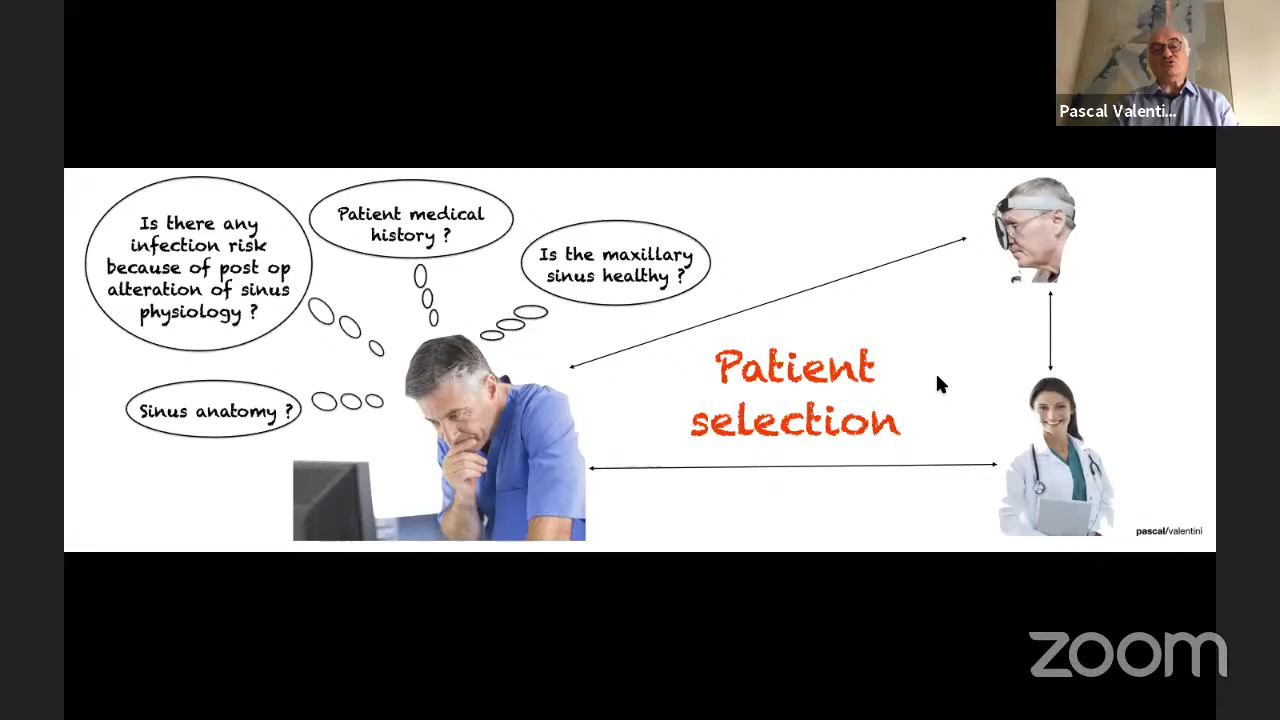 Pascal Valenti...
Is there any
infection risk
because of post op
alteration of sinus
physiology ?
Patient medical
history ?
Is the maxillary
sinus healthy ?
Sinus anatomy ?
Patient
selection
pascal/valentini
zoom